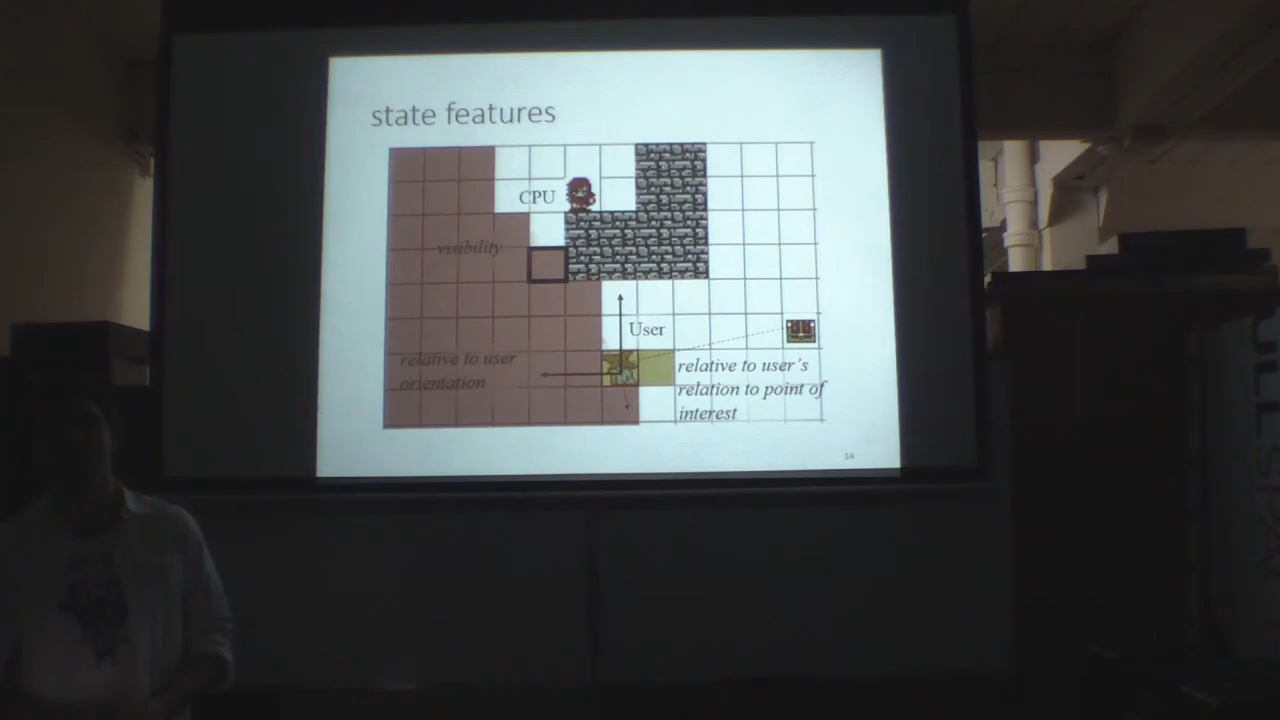 state features
CPU
visibility
User
relative to user
orientation
relative to user's
relation to point of
interest
14